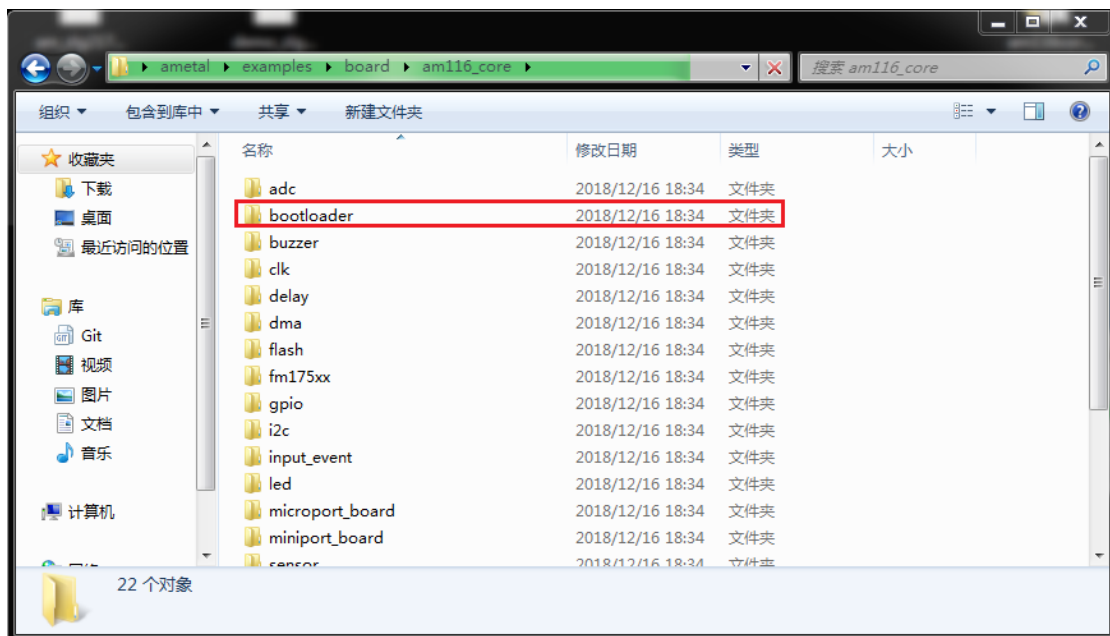 ametal examples board am116_core 搜索 am116_core
组织 包含到库中 共享 新建文件夹
收藏夹
下载
桌面
最近访问的位置
库
Git
视频
图片
文档
音乐
计算机
名称 修改日期 类型 大小
adc 2018/12/16 18:34 文件夹
bootloader 2018/12/16 18:34 文件夹
buzzer 2018/12/16 18:34 文件夹
clk 2018/12/16 18:34 文件夹
delay 2018/12/16 18:34 文件夹
dma 2018/12/16 18:34 文件夹
flash 2018/12/16 18:34 文件夹
fm175xx 2018/12/16 18:34 文件夹
gpio 2018/12/16 18:34 文件夹
i2c 2018/12/16 18:34 文件夹
input_event 2018/12/16 18:34 文件夹
led 2018/12/16 18:34 文件夹
microport_board 2018/12/16 18:34 文件夹
miniport_board 2018/12/16 18:34 文件夹
sensor 2018/12/16 18:34 文件夹
22 个对象